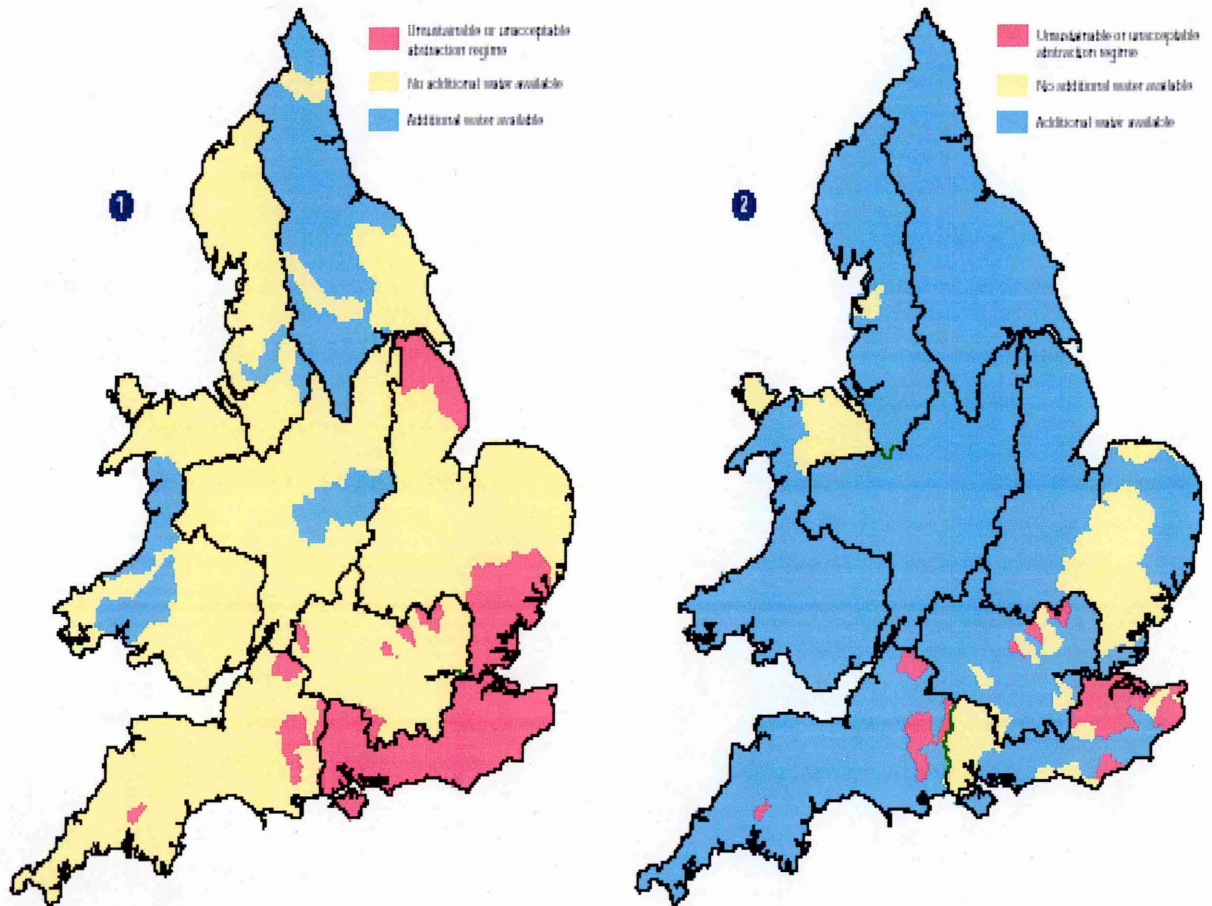 Unsustainable or unacceptable
abstraction regime
No additional water available
Additional water available
1
Unsustainable or unacceptable
abstraction regime
No additional water available
Additional water available
2